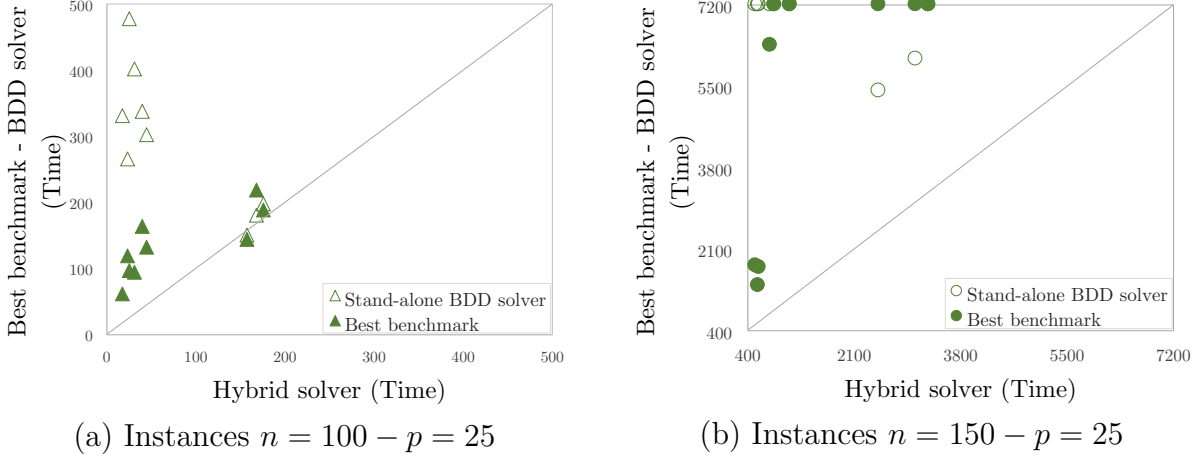 Best benchmark - BDD solver
(Time)
500
400
300
200
100
0
0 100 200 300 400 500
Stand-alone BDD solver
Best benchmark
Hybrid solver (Time)
(a) Instances n = 100 − p = 25
Best benchmark - BDD solver
(Time)
7200
5500
3800
2100
400
400 2100 3800 5500 7200
Stand-alone BDD solver
Best benchmark
Hybrid solver (Time)
(b) Instances n = 150 − p = 25